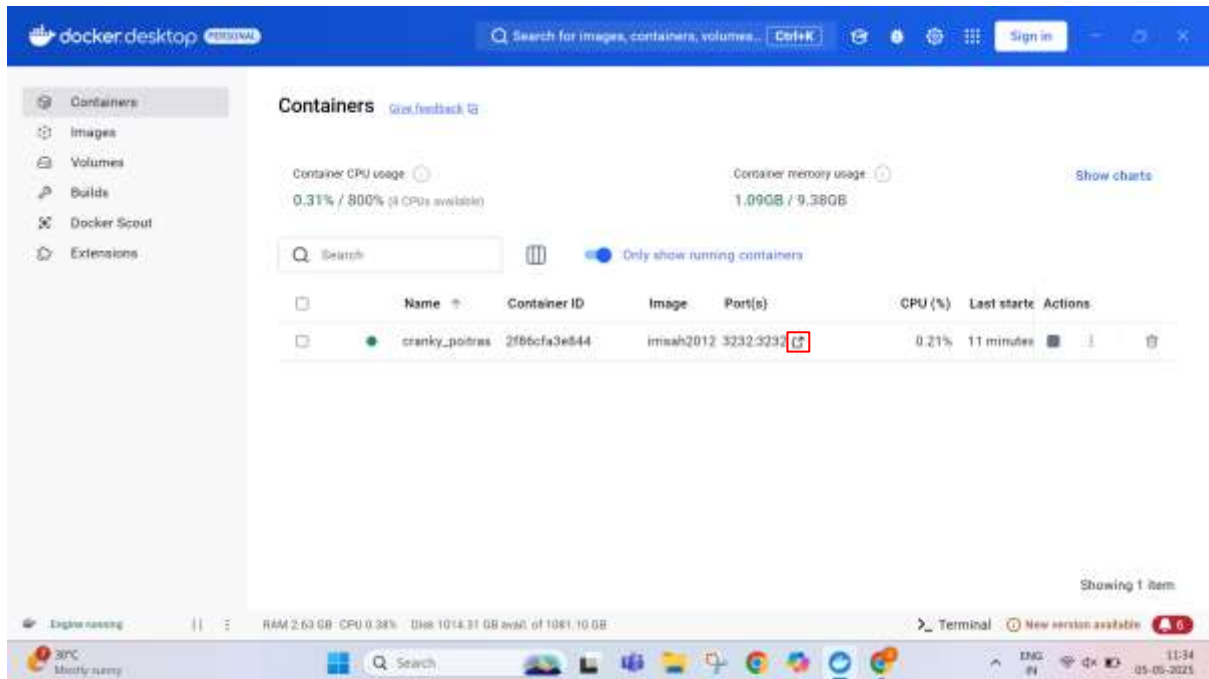 docker desktop PERSONAL
Search for images, containers, volumes... Ctrl+K
Sign in
Containers
Images
Volumes
Builds
Docker Scout
Extensions
Containers Give feedback
Container CPU usage
0.31% / 800% (8 CPUs available)
Container memory usage
1.09GB / 9.38GB
Show charts
Search
Only show running containers
Name Container ID Image Port(s) CPU (%) Last starte Actions
cranky_poitras 2f86cfa3e844 3232:3232 0.21% 11 minutes
Showing 1 item
Engine running
RAM 2.63 GB CPU 0.38% Disk 1014.31 GB avail. of 1081.10 GB
Terminal New version available 6
30°C
Mostly sunny
Search
ENG
IN
11:34
05-05-2025